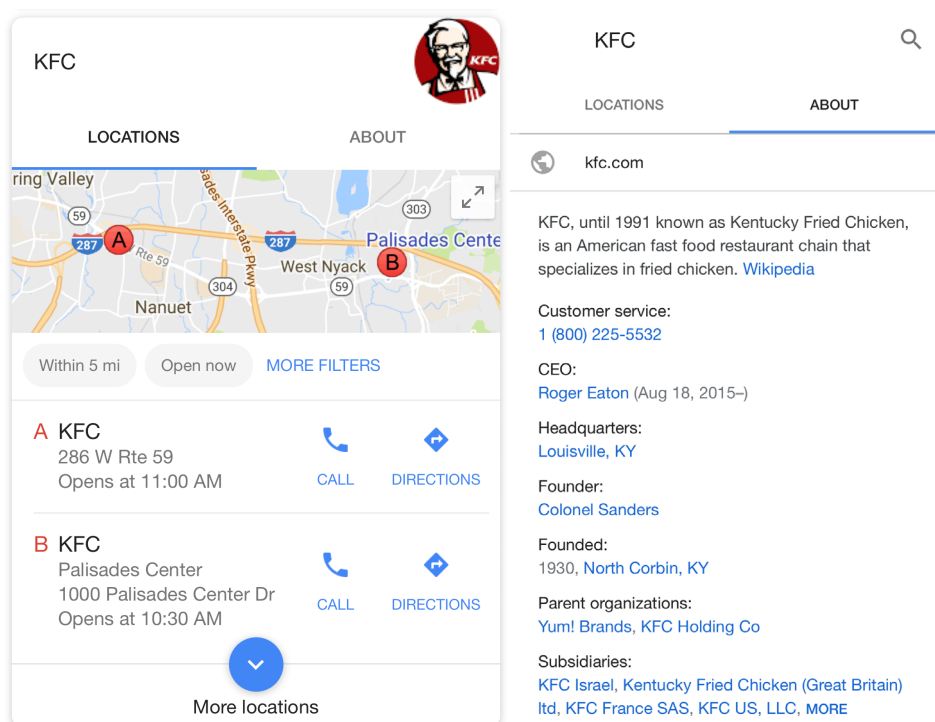 KFC
KFC
LOCATIONS
ABOUT
ring Valley
59
287
A
Rte 59
sades Interstate Pkwy
287
303
Palisades Cente
B
West Nyack
304
59
Nanuet
Within 5 mi
Open now
MORE FILTERS
A KFC
286 W Rte 59
Opens at 11:00 AM
CALL
DIRECTIONS
B KFC
Palisades Center
1000 Palisades Center Dr
Opens at 10:30 AM
CALL
DIRECTIONS
More locations
KFC
LOCATIONS
ABOUT
kfc.com
KFC, until 1991 known as Kentucky Fried Chicken,
is an American fast food restaurant chain that
specializes in fried chicken. Wikipedia
Customer service:
1 (800) 225-5532
CEO:
Roger Eaton (Aug 18, 2015–)
Headquarters:
Louisville, KY
Founder:
Colonel Sanders
Founded:
1930, North Corbin, KY
Parent organizations:
Yum! Brands, KFC Holding Co
Subsidiaries:
KFC Israel, Kentucky Fried Chicken (Great Britain)
ltd, KFC France SAS, KFC US, LLC, MORE